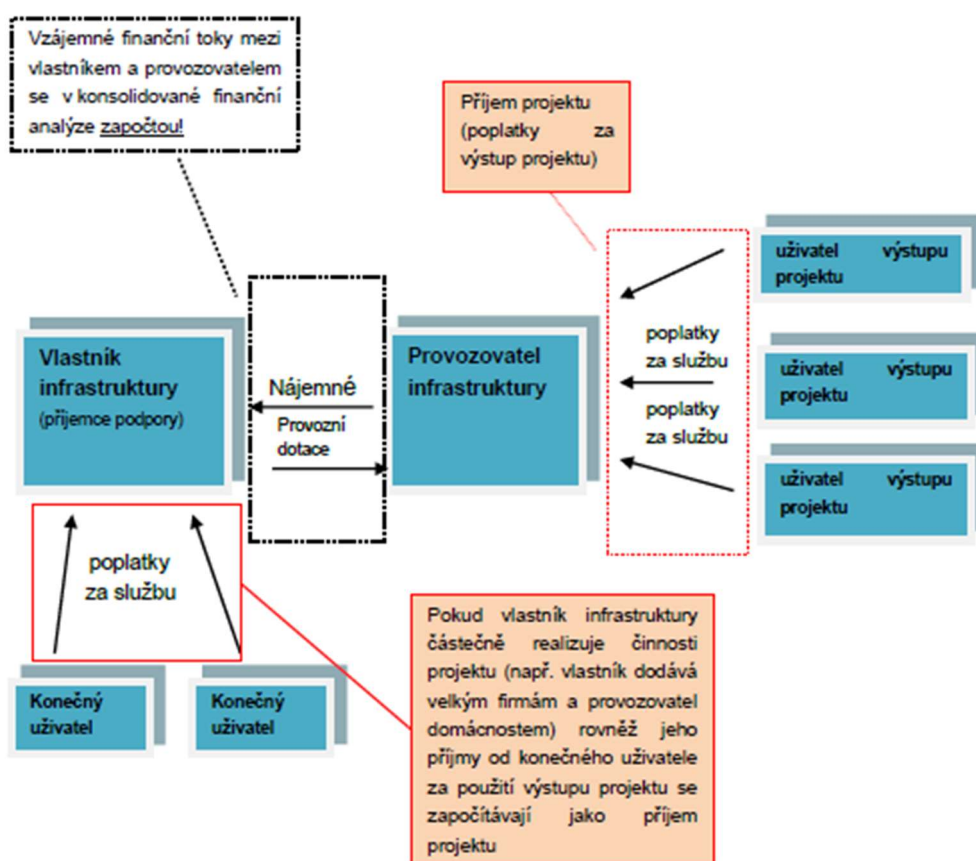 Vzájemné finanční toky mezi
vlastníkem a provozovatelem
se v konsolidované finanční
analýze započtou!
Příjem projektu
(poplatky za
výstup projektu)
uživatel výstupu
projektu
Vlastník
infrastruktury
(příjemce podpory)
Nájemné
Provozní
dotace
Provozovatel
infrastruktury
poplatky
za službu
poplatky
za službu
uživatel výstupu
projektu
uživatel výstupu
projektu
poplatky
za službu
Konečný
uživatel
Konečný
uživatel
Pokud vlastník infrastruktury
částečně realizuje činnosti
projektu (např. vlastník dodává
velkým firmám a provozovatel
domácnostem) rovněž jeho
příjmy od konečného uživatele
za použití výstupu projektu se
započítávají jako příjem
projektu